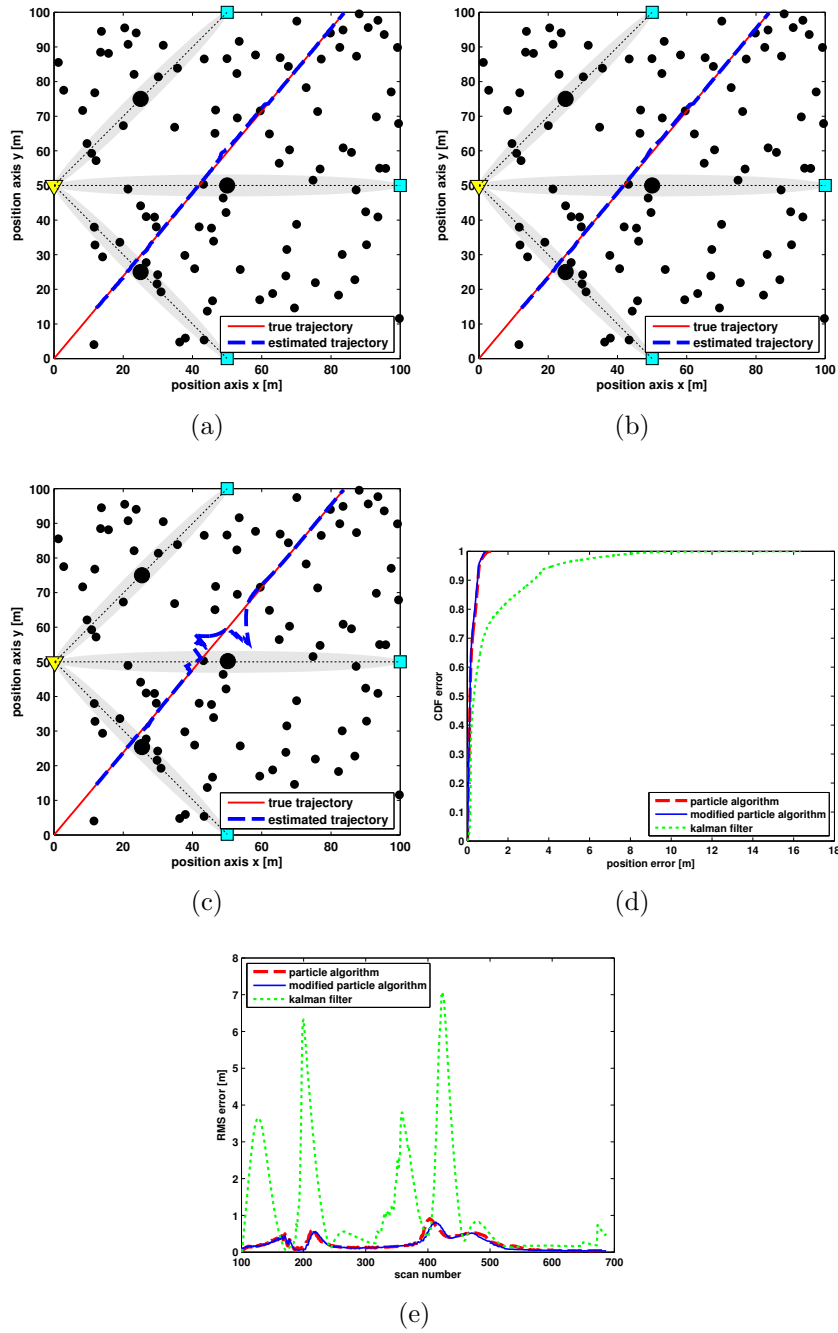 100
90
80
70
60
50
40
30
20
10
0
position axis y [m]
0 20 40 60 80 100
position axis x [m]
true trajectory
estimated trajectory
(a)
100
90
80
70
60
50
40
30
20
10
0
position axis y [m]
0 20 40 60 80 100
position axis x [m]
true trajectory
estimated trajectory
(b)
100
90
80
70
60
50
40
30
20
10
0
position axis y [m]
0 20 40 60 80 100
position axis x [m]
true trajectory
estimated trajectory
(c)
1
0.9
0.8
0.7
0.6
0.5
0.4
0.3
0.2
0.1
0
CDF error
0 2 4 6 8 10 12 14 16 18
position error [m]
particle algorithm
modified particle algorithm
kalman filter
(d)
8
7
6
5
4
3
2
1
0
RMS error [m]
100 200 300 400 500 600 700
scan number
particle algorithm
modified particle algorithm
kalman filter
(e)